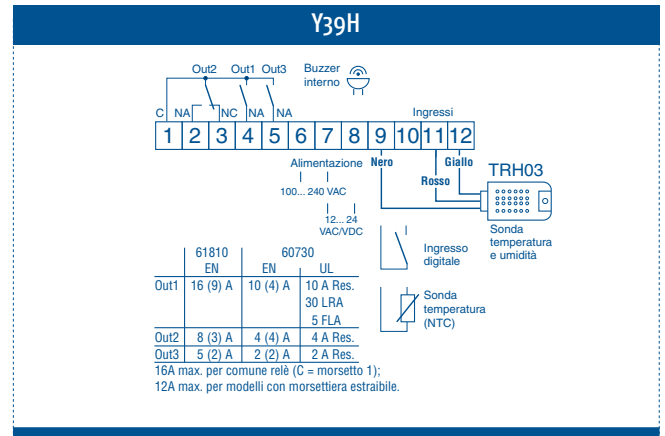 Y39H
Out2 Out1 Out3 Buzzer interno
C NA NC NA NA Ingressi
1 2 3 4 5 6 7 8 9 10 11 12
Alimentazione Nero Giallo
Rosso
TRH03
100... 240 VAC
12... 24
VAC/VDC
Sonda
temperatura
e umidità
Ingresso
digitale
Sonda
temperatura
(NTC)
61810 60730
EN EN UL
Out1 16 (9) A 10 (4) A 10 A Res.
30 LRA
5 FLA
Out2 8 (3) A 4 (4) A 4 A Res.
Out3 5 (2) A 2 (2) A 2 A Res.
16A max. per comune relè (C = morsetto 1);
12A max. per modelli con morsettiera estraibile.